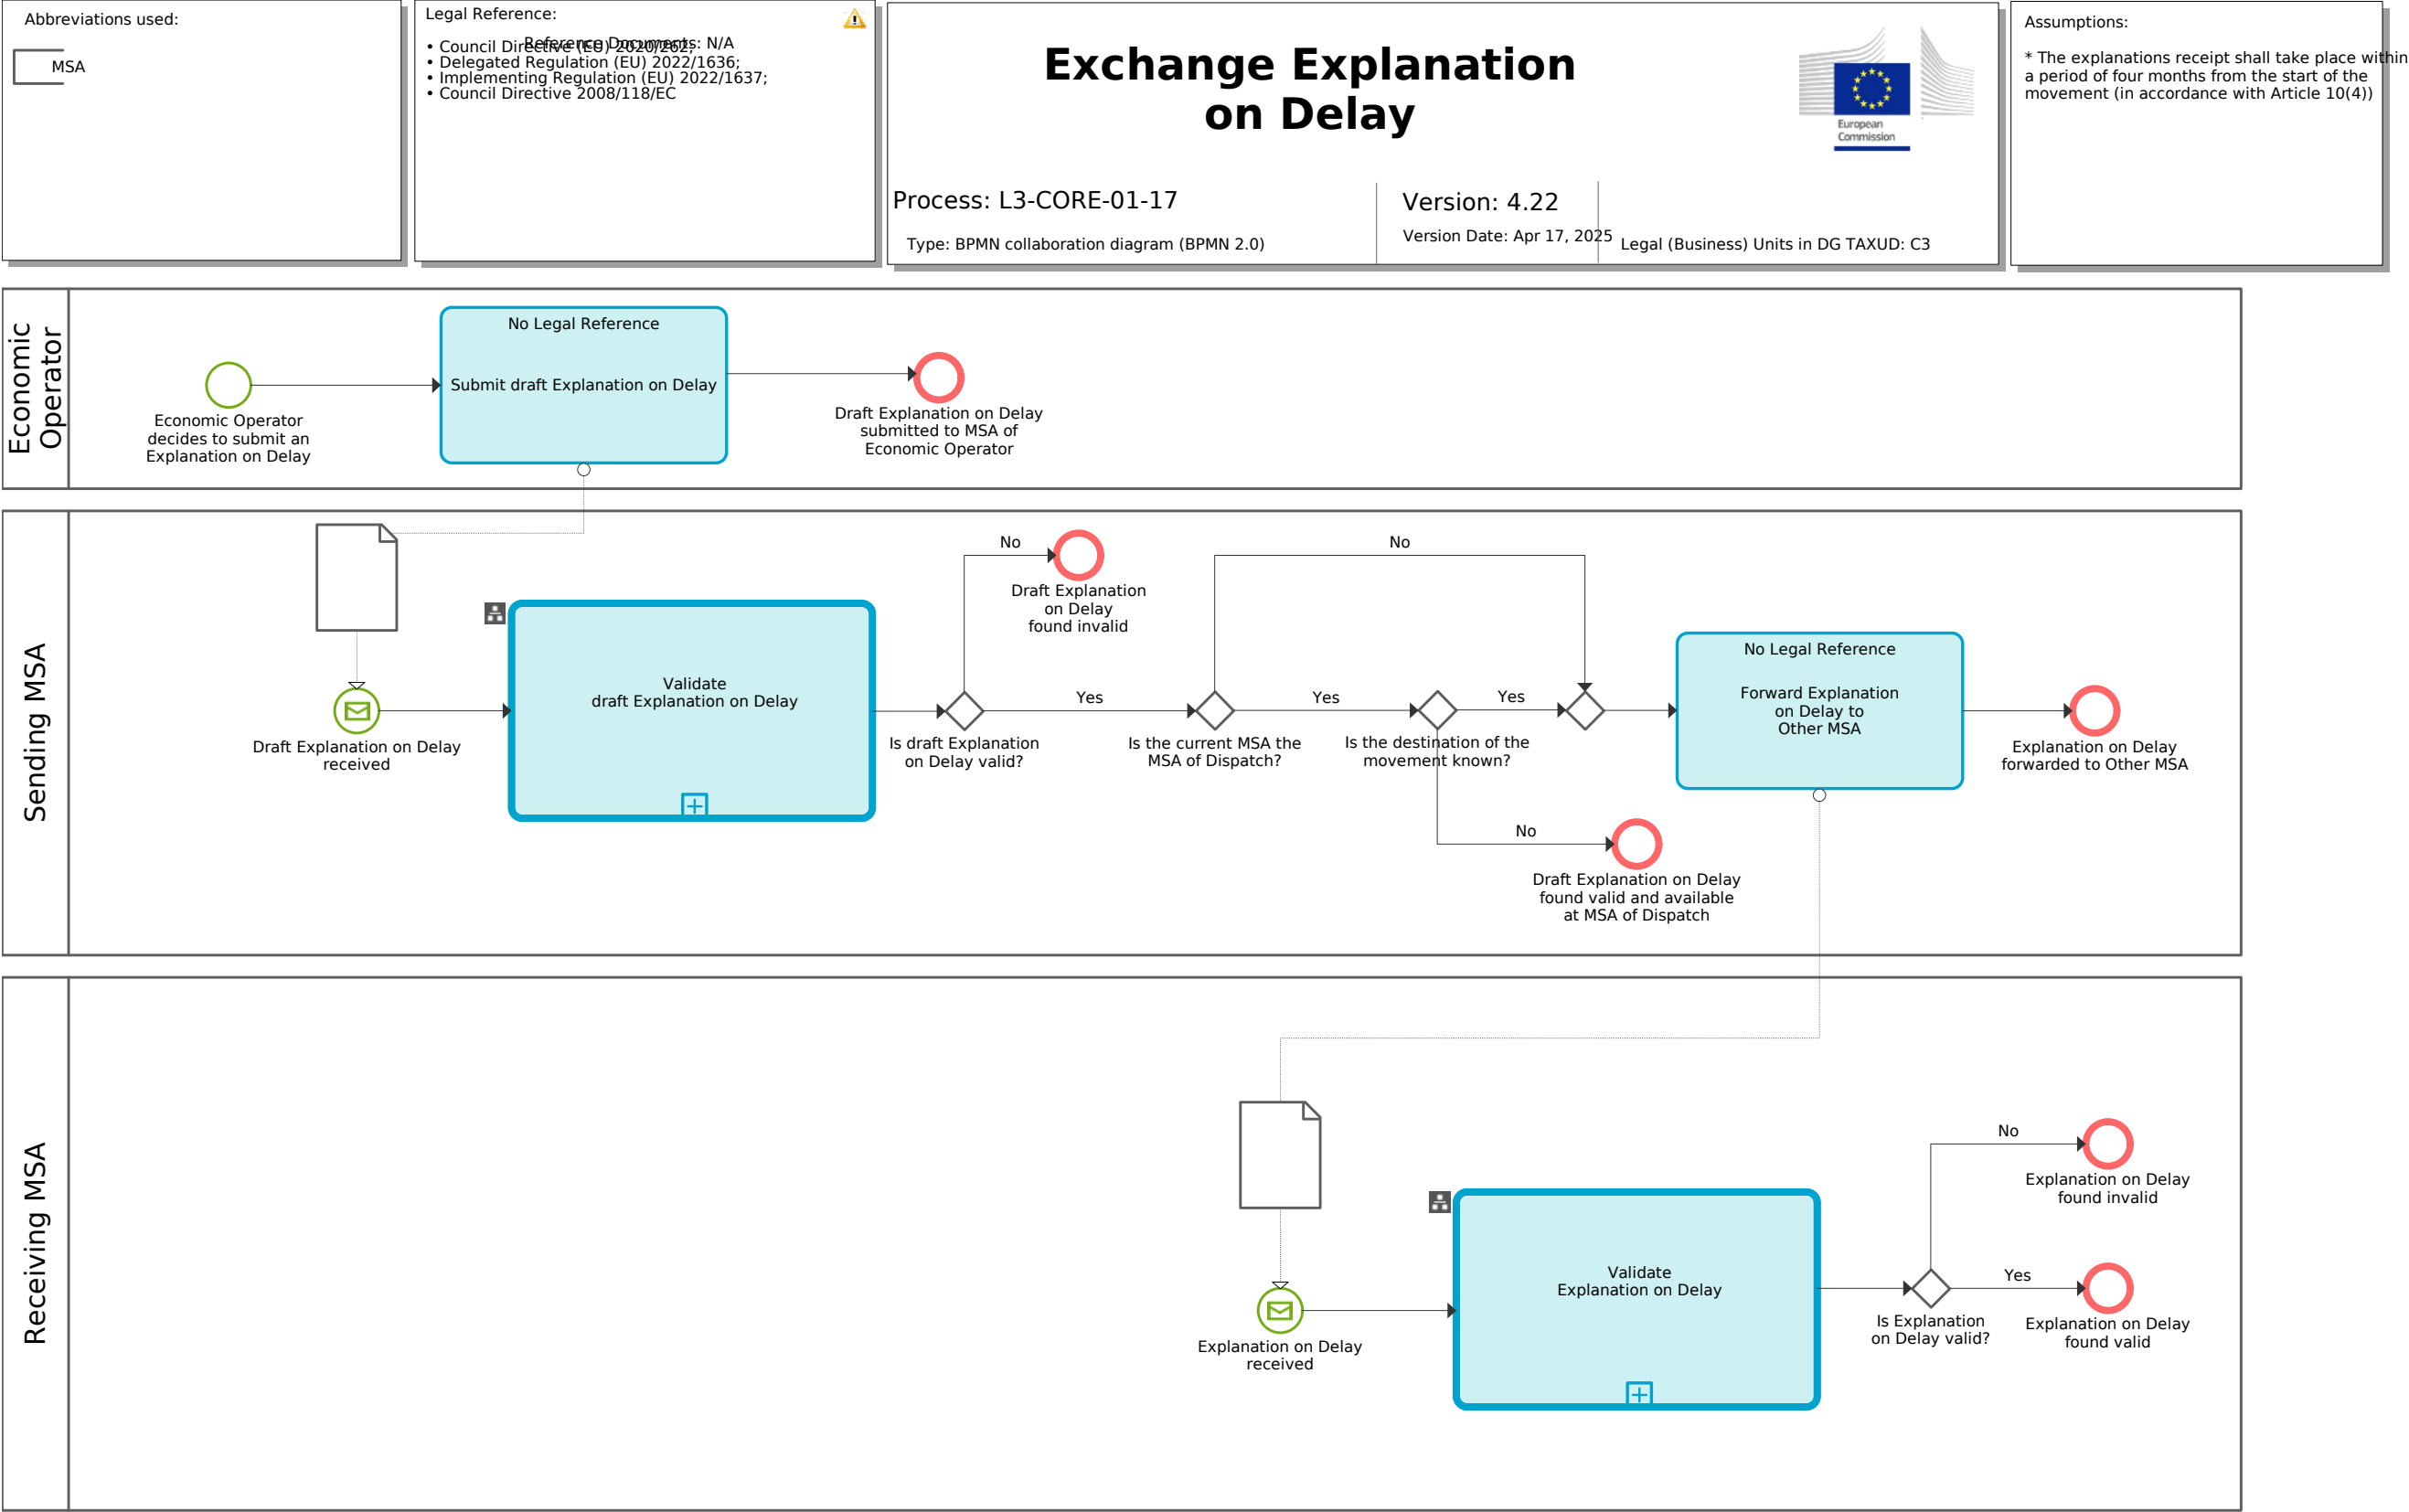 Abbreviations used:
MSA
Legal Reference:
Reference Documents: N/A
• Council Directive (EU) 2020/262;
• Delegated Regulation (EU) 2022/1636;
• Implementing Regulation (EU) 2022/1637;
• Council Directive 2008/118/EC
Exchange Explanation
on Delay
European
Commission
Process: L3-CORE-01-17
Version: 4.22
Type: BPMN collaboration diagram (BPMN 2.0)
Version Date: Apr 17, 2025
Legal (Business) Units in DG TAXUD: C3
Assumptions:
* The explanations receipt shall take place within
a period of four months from the start of the
movement (in accordance with Article 10(4))
Economic
Operator
Economic Operator
decides to submit an
Explanation on Delay
No Legal Reference
Submit draft Explanation on Delay
Draft Explanation on Delay
submitted to MSA of
Economic Operator
Sending MSA
Draft Explanation on Delay
received
Validate
draft Explanation on Delay
Is draft Explanation
on Delay valid?
No
Draft Explanation
on Delay
found invalid
Yes
Is the current MSA the
MSA of Dispatch?
No
Yes
Is the destination of the
movement known?
Yes
No
Draft Explanation on Delay
found valid and available
at MSA of Dispatch
No Legal Reference
Forward Explanation
on Delay to
Other MSA
Explanation on Delay
forwarded to Other MSA
Receiving MSA
Explanation on Delay
received
Validate
Explanation on Delay
Is Explanation
on Delay valid?
No
Explanation on Delay
found invalid
Yes
Explanation on Delay
found valid